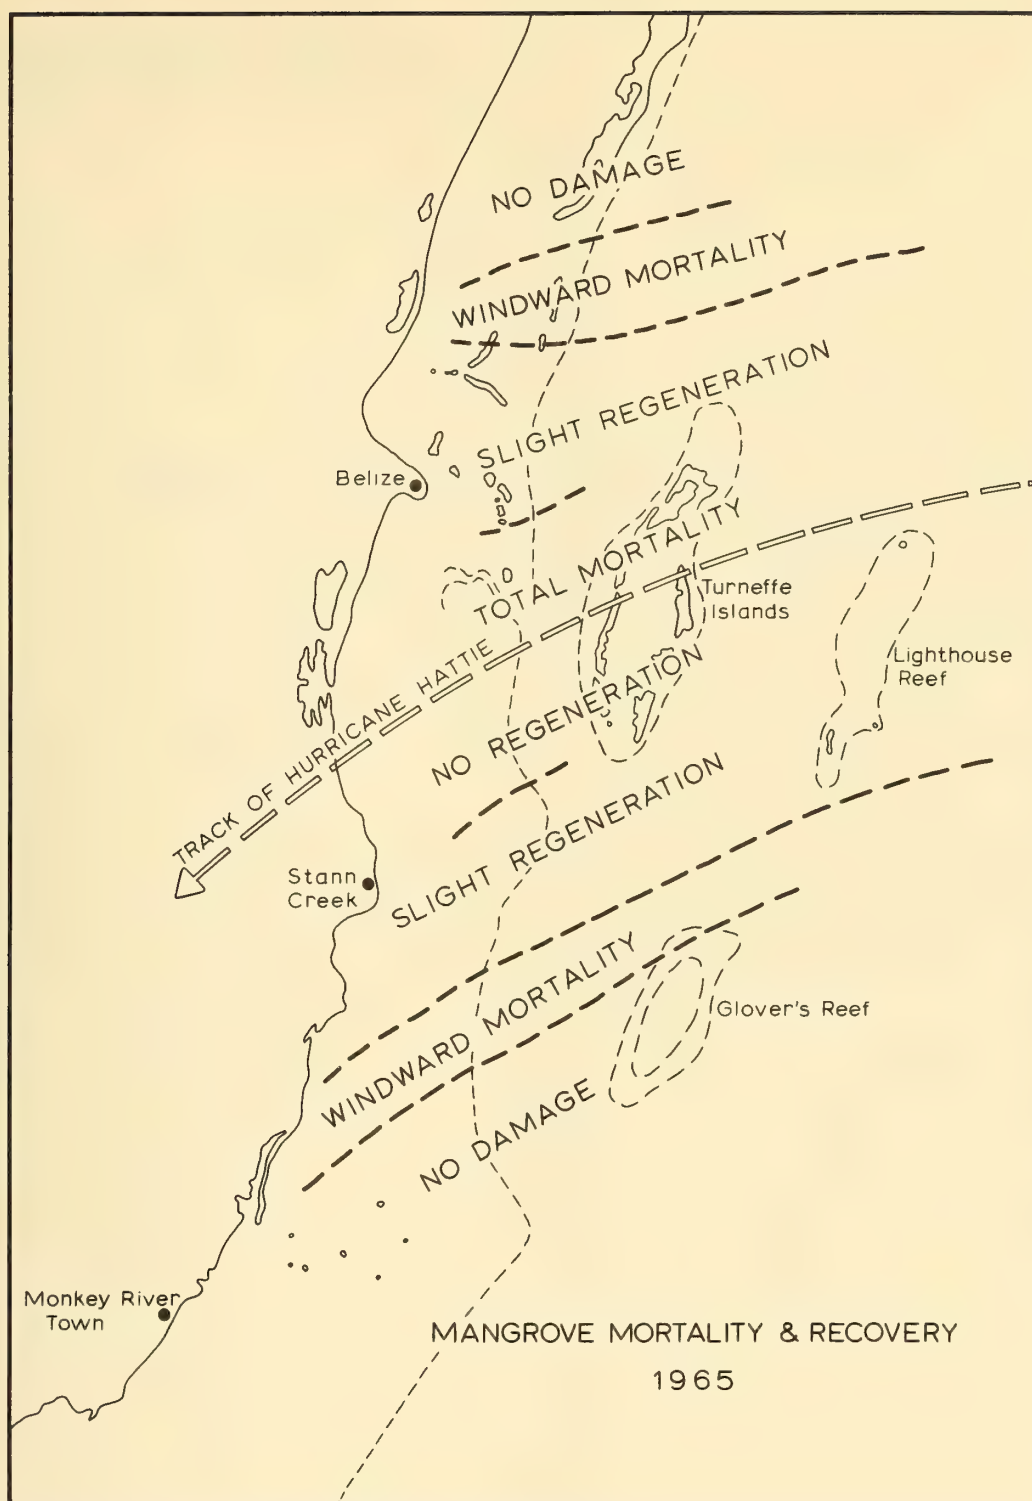 NO DAMAGE
WINDWARD MORTALITY
SLIGHT REGENERATION
Belize
TOTAL MORTALITY
Turneffe
Islands
Lighthouse
Reef
TRACK OF HURRICANE HATTIE
NO REGENERATION
SLIGHT REGENERATION
Stann
Creek
WINDWARD MORTALITY
Glover's Reef
NO DAMAGE
Monkey River
Town
MANGROVE MORTALITY & RECOVERY
1965